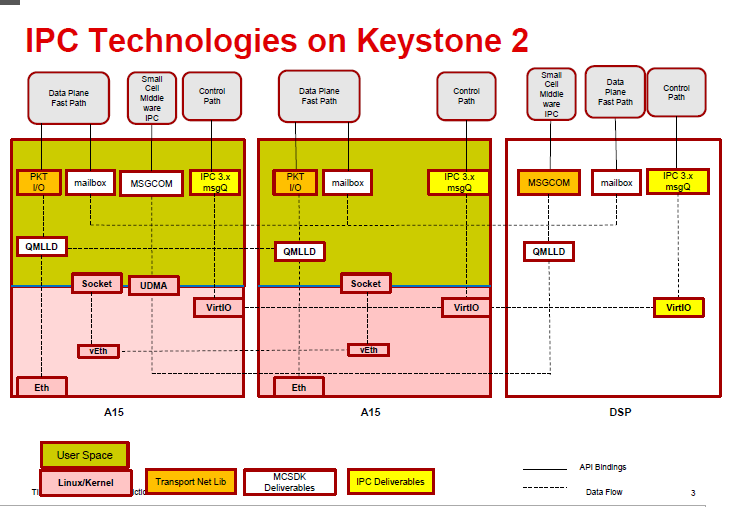 IPC Technologies on Keystone 2
Data Plane
Fast Path
Small
Cell
Middle
ware
IPC
Control
Path
Data Plane
Fast Path
Control
Path
Small
Cell
Middle
ware
IPC
Data
Plane
Fast Path
Control
Path
PKT
I/O
mailbox
MSGCOM
IPC 3.x
msgQ
PKT
I/O
mailbox
IPC 3.x
msgQ
MSGCOM
mailbox
IPC 3.x
msgQ
QMLLD
QMLLD
QMLLD
Socket
UDMA
Socket
VirtIO
VirtIO
VirtIO
vEth
vEth
Eth
Eth
A15
A15
DSP
User Space
Linux/Kernel
Transport Net Lib
MCSDK
Deliverables
IPC Deliverables
API Bindings
Data Flow
3